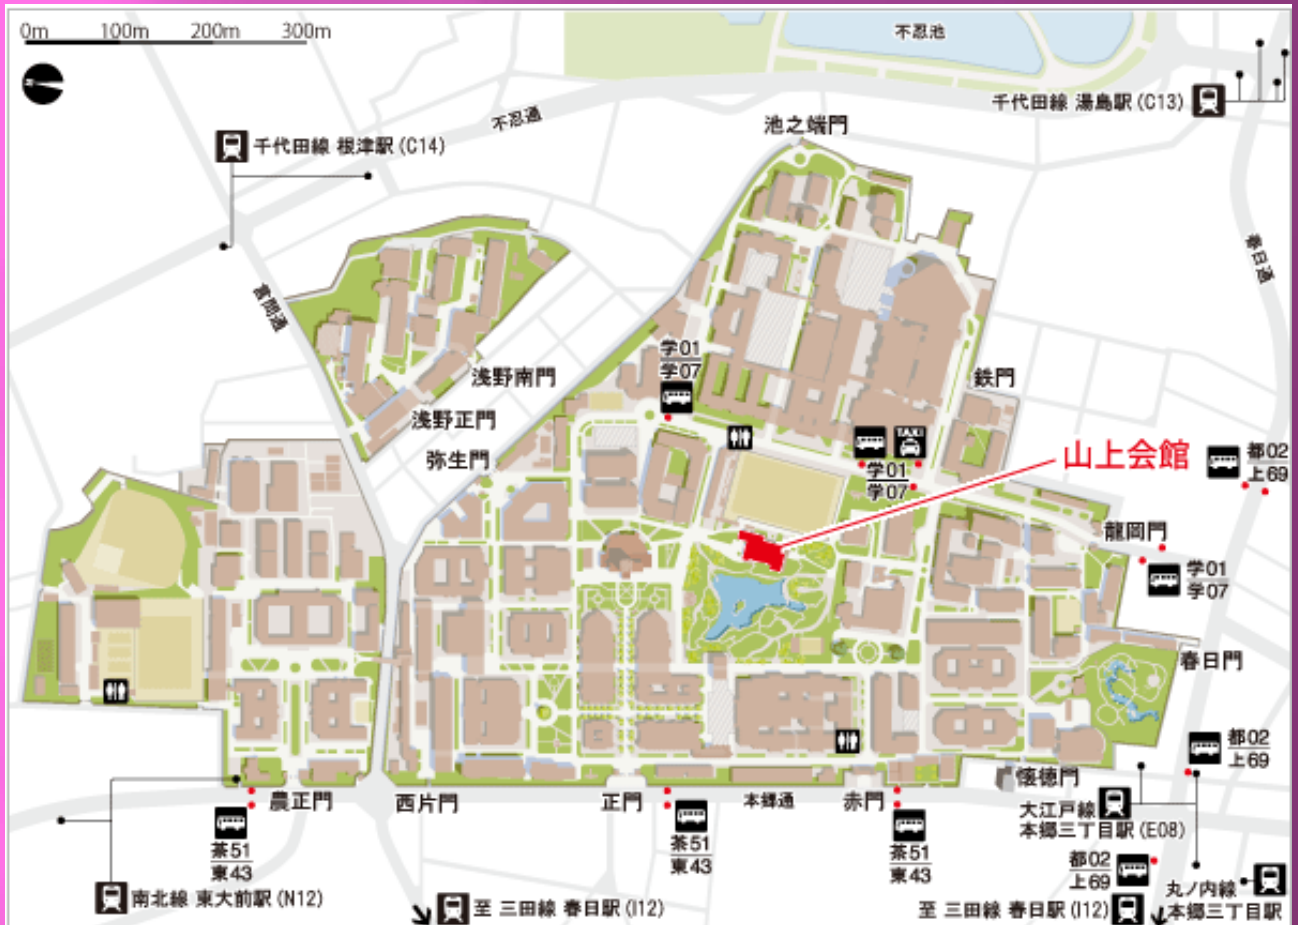 0m 100m 200m 300m
不忍池
千代田線 湯島駅(C13)
不忍通
池之端門
千代田線 根津駅(C14)
春日通
言問通
学01
学07
浅野南門
鉄門
浅野正門
TAXI
弥生門
山上会館
都02
上69
学01
学07
龍岡門
学01
学07
春日門
都02
上69
懐徳門
農正門
西片門
正門
本郷通
赤門
大江戸線
本郷三丁目駅(E08)
茶51
東43
茶51
東43
茶51
東43
都02
上69
南北線 東大前駅(N12)
至 三田線 春日駅(I12)
至 三田線 春日駅(I12)
丸ノ内線
本郷三丁目駅